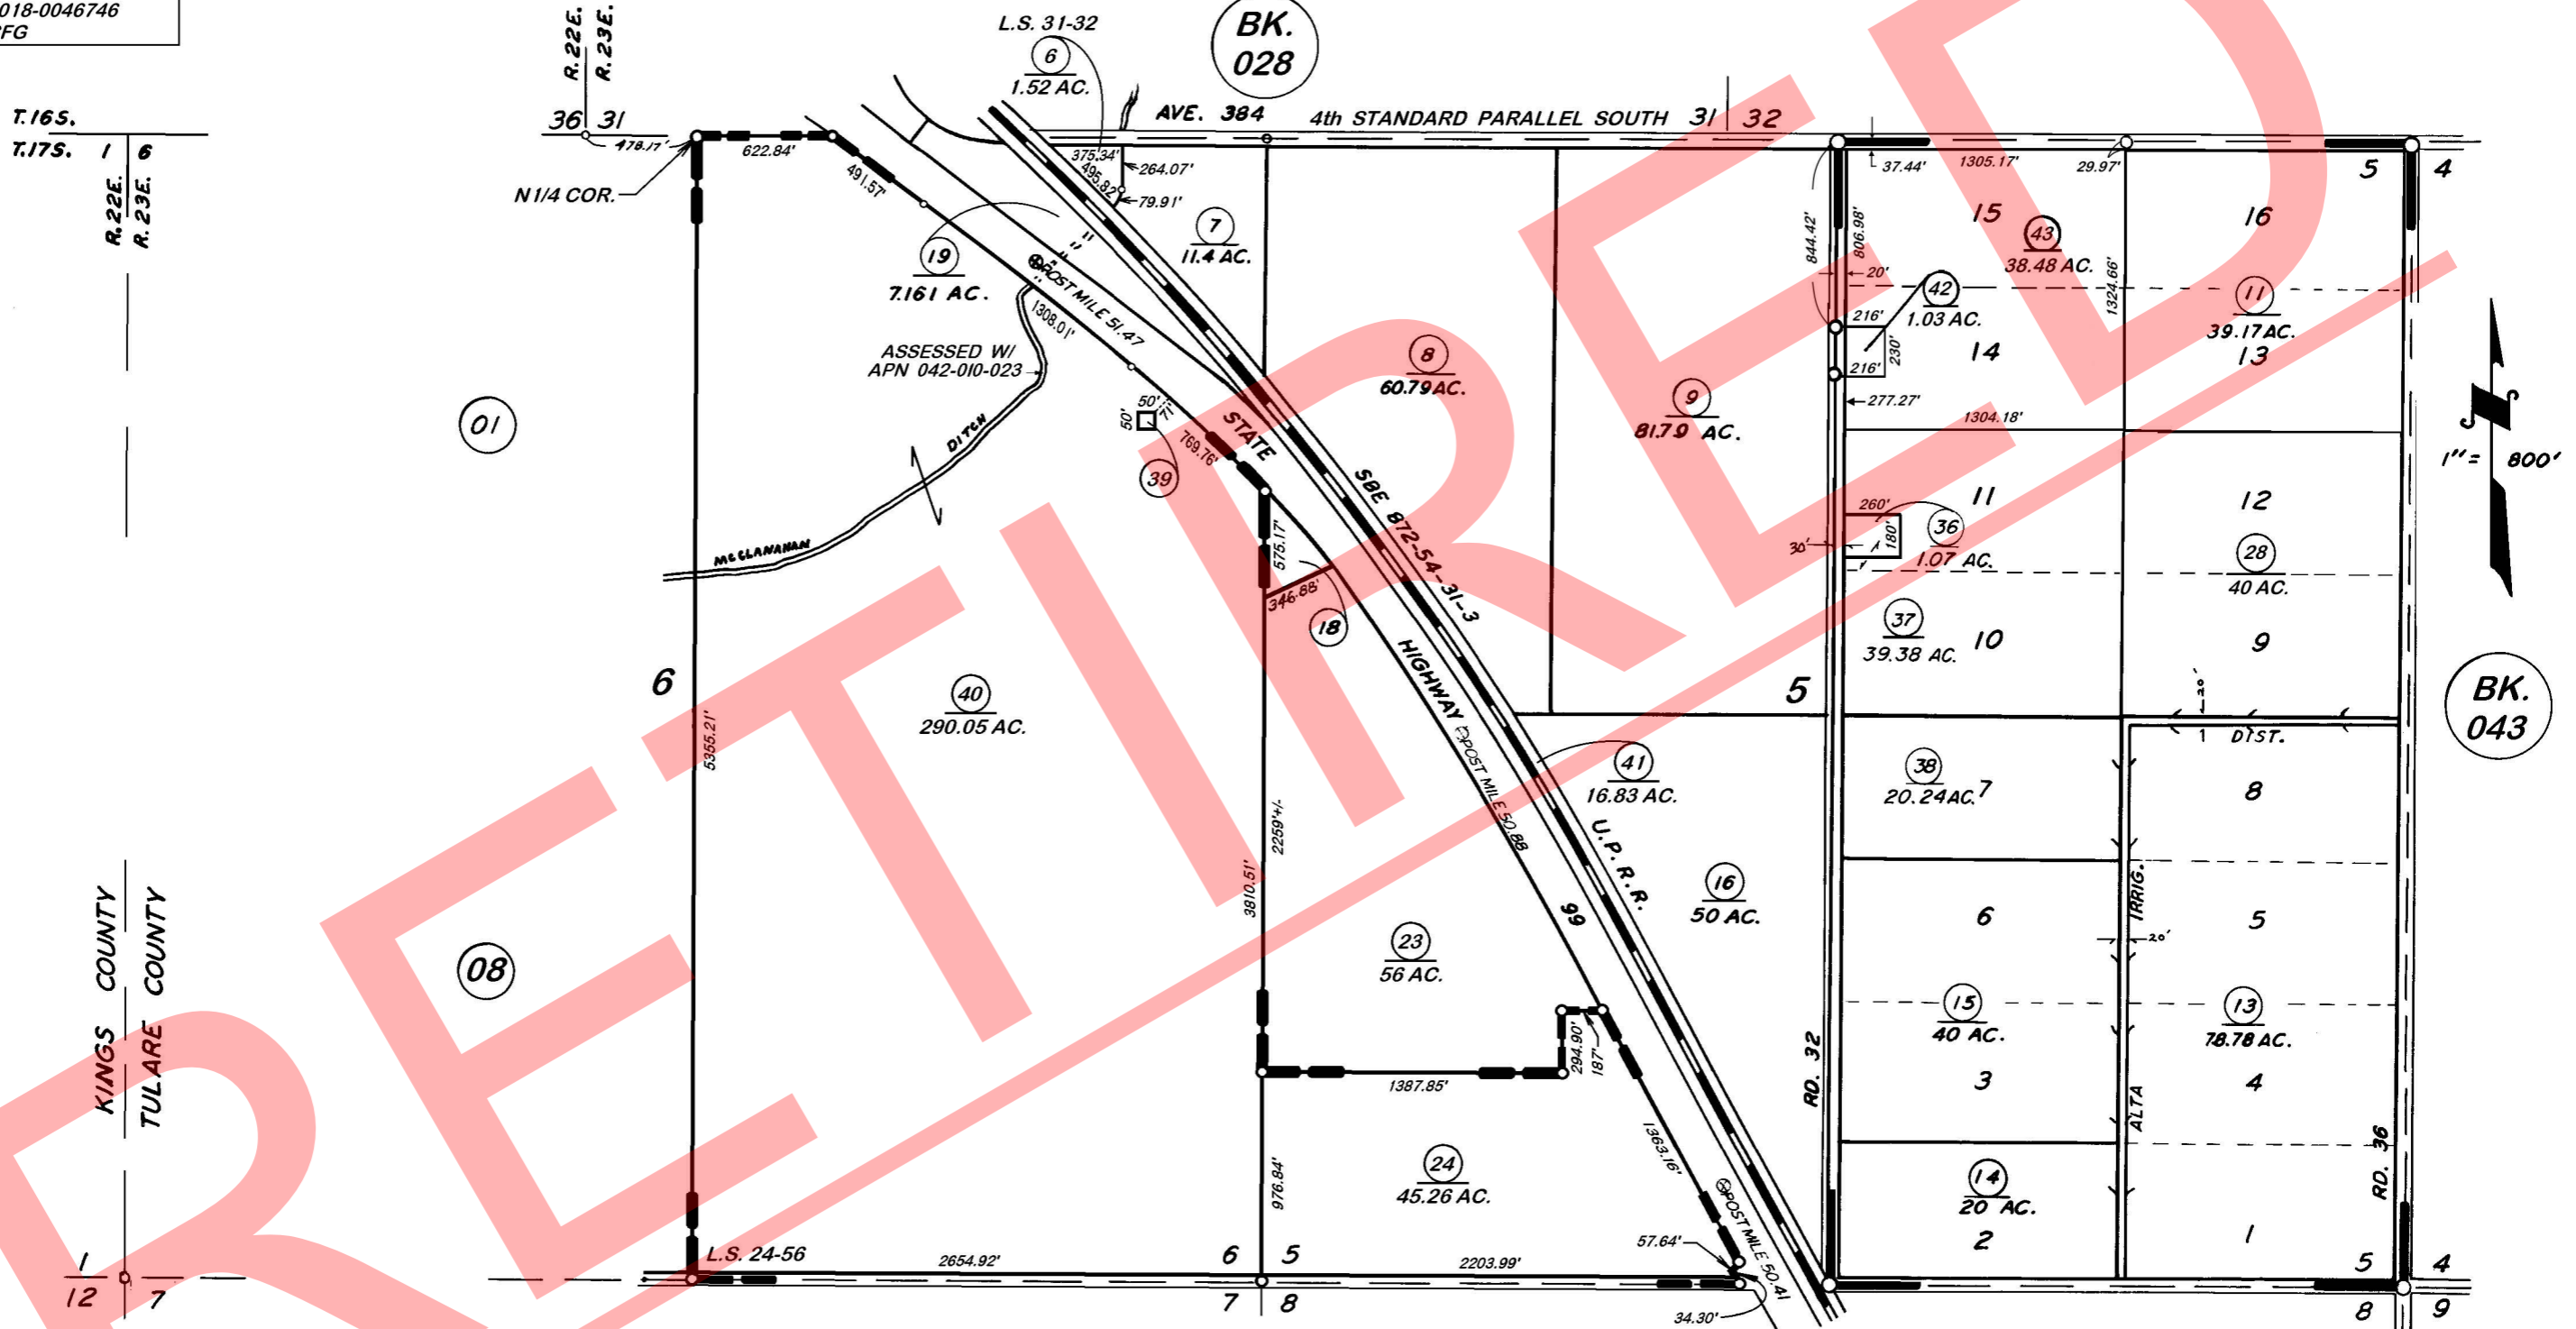 018-0046746
T.16S.
T.17S.
1 6
R.22E.
R.23E.
R.22E.
R.23E.
36 31
478.17'
N 1/4 COR.
622.84'
491.57'
L.S. 31-32
6
1.52 AC.
BK.
028
AVE. 384
4th STANDARD PARALLEL SOUTH
31 32
375.34'
264.07'
495.82'
79.91'
7
11.4 AC.
19
7.161 AC.
POST MILE 51.47
1308.01'
ASSESSED W/
APN 042-010-023
50'
50'
71'
39
769.76'
DITCH
McCLANAHAN
01
08
6
5355.21'
40
290.05 AC.
STATE
HIGHWAY
99
575.17'
346.88'
18
SBE 872-54-31-3
POST MILE 50.88
U.P.R.R.
8
60.79 AC.
9
81.79 AC.
5
41
16.83 AC.
16
50 AC.
2259'+/-
3810.51'
23
56 AC.
294.90'
187'
1387.85'
976.84'
24
45.26 AC.
1363.16'
POST MILE 50.41
57.64'
34.30'
L.S. 24-56
2654.92'
6 5
2203.99'
7 8
KINGS COUNTY
TULARE COUNTY
1
12 7
37.44'
1305.17'
29.97'
5 4
844.42'
806.98'
20'
15
43
38.48 AC.
16
1324.66'
42
1.03 AC.
216'
230'
216'
14
11
39.17 AC.
13
277.27'
1304.18'
260'
180'
30'
11
36
1.07 AC.
12
28
40 AC.
37
39.38 AC.
10
9
20'
DIST.
38
20.24 AC.
7
8
IRRIG.
20'
ALTA
6
5
15
40 AC.
13
78.78 AC.
3
4
RD. 32
RD. 36
14
20 AC.
2
1
5 4
8 9
1" = 800'
BK.
043
RETIRED